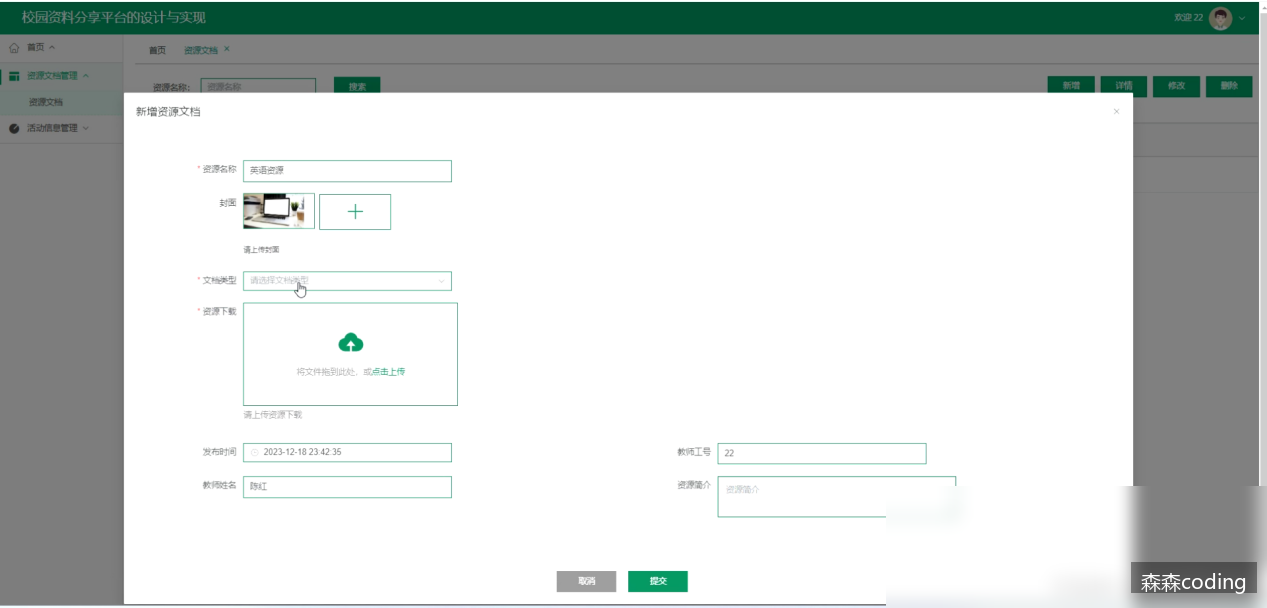 校园资料分享平台的设计与实现
欢迎 22
首页
首页 资源文档 ×
资源文档管理
资源名称: 资源名称 搜索 新增 详情 修改 删除
资源文档
新增资源文档 ×
活动信息管理
* 资源名称 英语资源
封面
请上传封面
* 文档类型 请选择文档类型
* 资源下载
将文件拖到此处,或点击上传
请上传资源下载
发布时间 2023-12-18 23:42:35 教师工号 22
教师姓名 陈红 资源简介 资源简介
取消 提交
森森coding